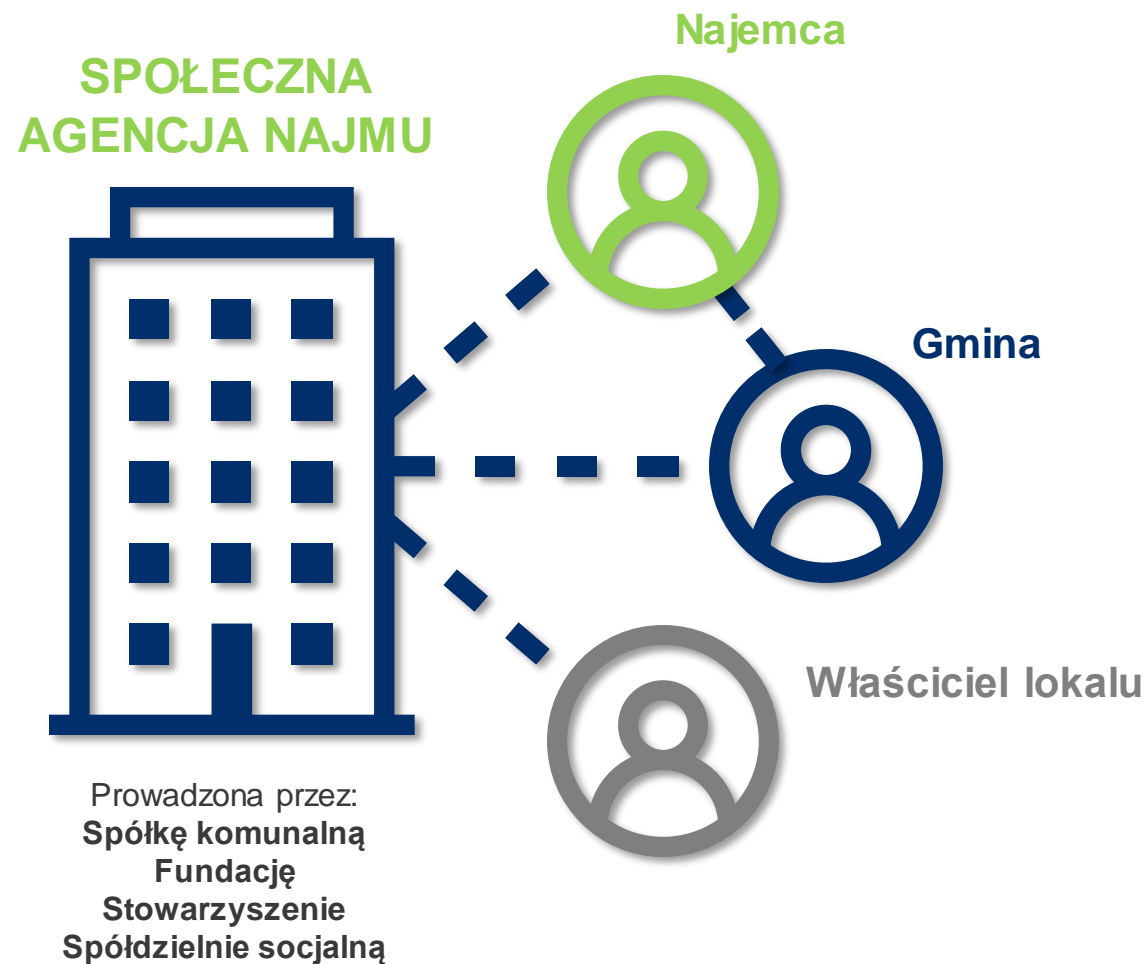 SPOŁECZNA
AGENCJA NAJMU
Najemca
Gmina
Właściciel lokalu
Prowadzona przez:
Spółkę komunalną
Fundację
Stowarzyszenie
Spółdzielnie socjalną